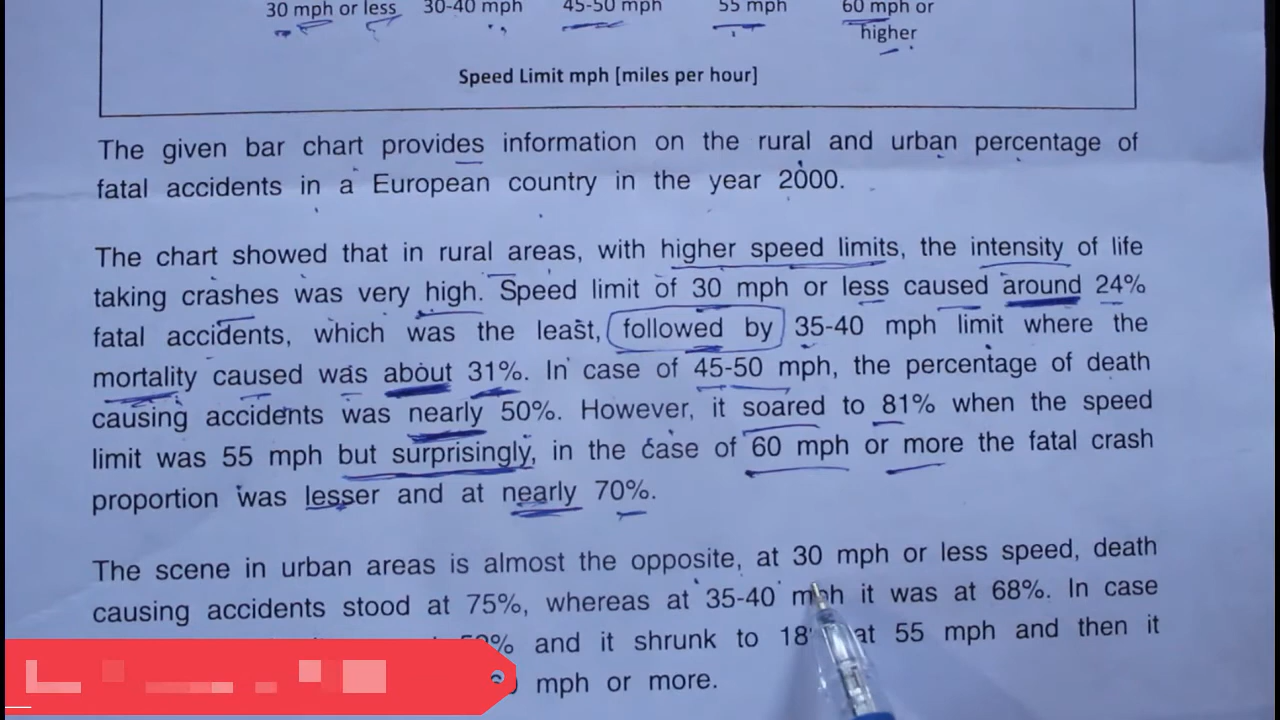 30 mph or less 30-40 mph 45-50 mph 55 mph 60 mph or
higher
Speed Limit mph [miles per hour]
The given bar chart provides information on the rural and urban percentage of
fatal accidents in a European country in the year 2000.
The chart showed that in rural areas, with higher speed limits, the intensity of life
taking crashes was very high. Speed limit of 30 mph or less caused around 24%
fatal accidents, which was the least, followed by 35-40 mph limit where the
mortality caused was about 31%. In case of 45-50 mph, the percentage of death
causing accidents was nearly 50%. However, it soared to 81% when the speed
limit was 55 mph but surprisingly, in the case of 60 mph or more the fatal crash
proportion was lesser and at nearly 70%.
The scene in urban areas is almost the opposite, at 30 mph or less speed, death
causing accidents stood at 75%, whereas at 35-40 mph it was at 68%. In case
and it shrunk to 18 at 55 mph and then it
mph or more.